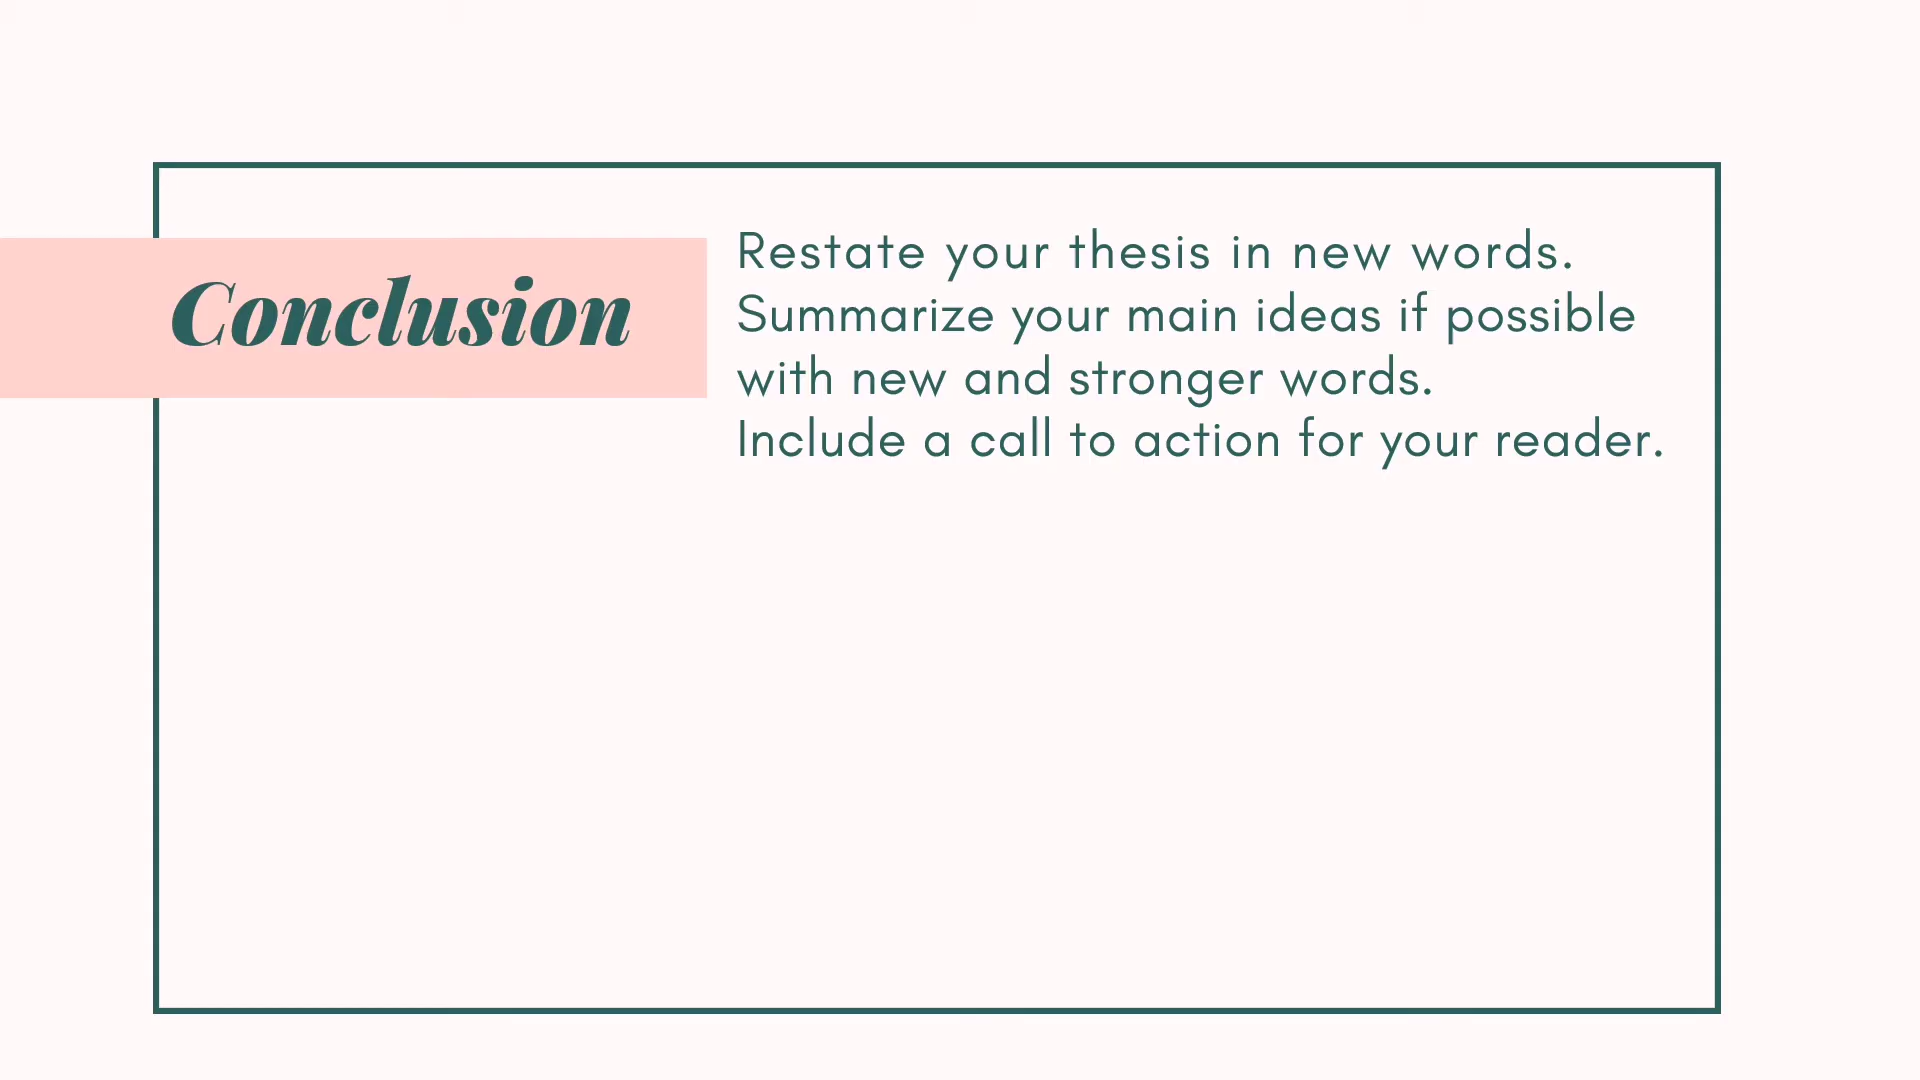 Conclusion
Restate your thesis in new words.
Summarize your main ideas if possible
with new and stronger words.
Include a call to action for your reader.